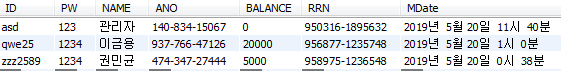 ID PW NAME ANO BALANCE RRN MDate
asd 123 관리자 140-834-15067 0 950316-1895632 2019년 5월 20일 11시 40분
qwe25 1234 이금용 937-766-47126 20000 956877-1235748 2019년 5월 20일 1시 0분
zzz2589 1234 권민균 474-347-27444 5000 958975-1236548 2019년 5월 20일 0시 38분